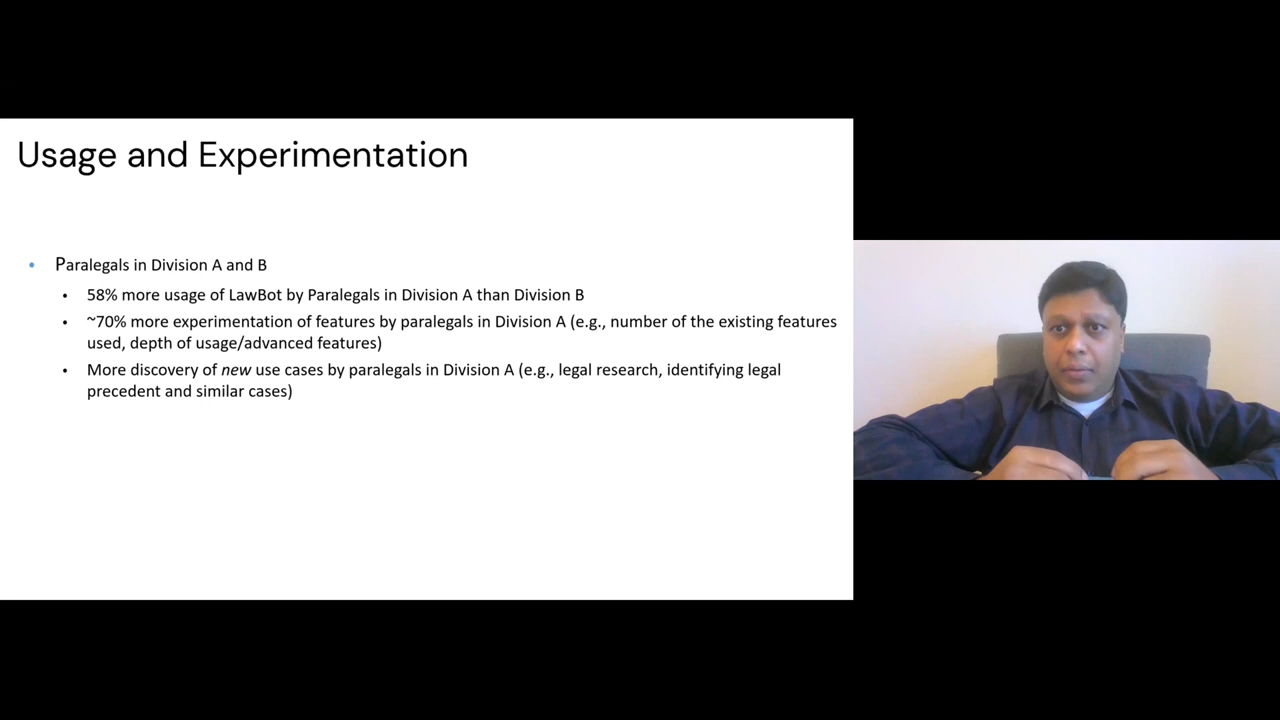 Usage and Experimentation
• Paralegals in Division A and B
• 58% more usage of LawBot by Paralegals in Division A than Division B
• ~70% more experimentation of features by paralegals in Division A (e.g., number of the existing features
used, depth of usage/advanced features)
• More discovery of new use cases by paralegals in Division A (e.g., legal research, identifying legal
precedent and similar cases)